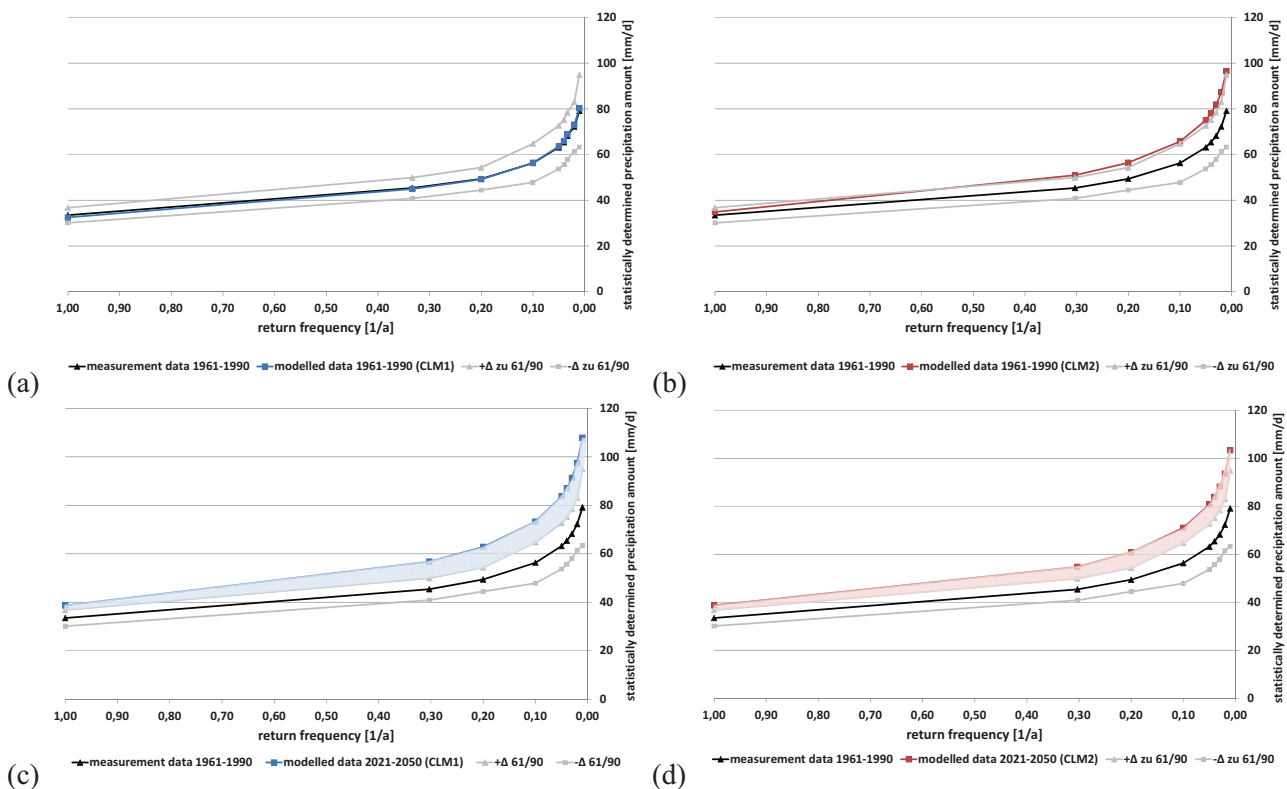 120
100
80
60
40
20
0
statistically determined precipitation amount [mm/d]
1,00 0,90 0,80 0,70 0,60 0,50 0,40 0,30 0,20 0,10 0,00
return frequency [1/a]
(a)
measurement data 1961-1990 modelled data 1961-1990 (CLM1) +Δ zu 61/90 -Δ zu 61/90
120
100
80
60
40
20
0
statistically determined precipitation amount [mm/d]
1,00 0,90 0,80 0,70 0,60 0,50 0,40 0,30 0,20 0,10 0,00
return frequency [1/a]
(b)
measurement data 1961-1990 modelled data 1961-1990 (CLM2) +Δ zu 61/90 -Δ zu 61/90
120
100
80
60
40
20
0
statistically determined precipitation amount [mm/d]
1,00 0,90 0,80 0,70 0,60 0,50 0,40 0,30 0,20 0,10 0,00
return frequency [1/a]
(c)
measurement data 1961-1990 modelled data 2021-2050 (CLM1) +Δ 61/90 -Δ 61/90
120
100
80
60
40
20
0
statistically determined precipitation amount [mm/d]
1,00 0,90 0,80 0,70 0,60 0,50 0,40 0,30 0,20 0,10 0,00
return frequency [1/a]
(d)
measurement data 1961-1990 modelled data 2021-2050 (CLM2) +Δ zu 61/90 -Δ zu 61/90